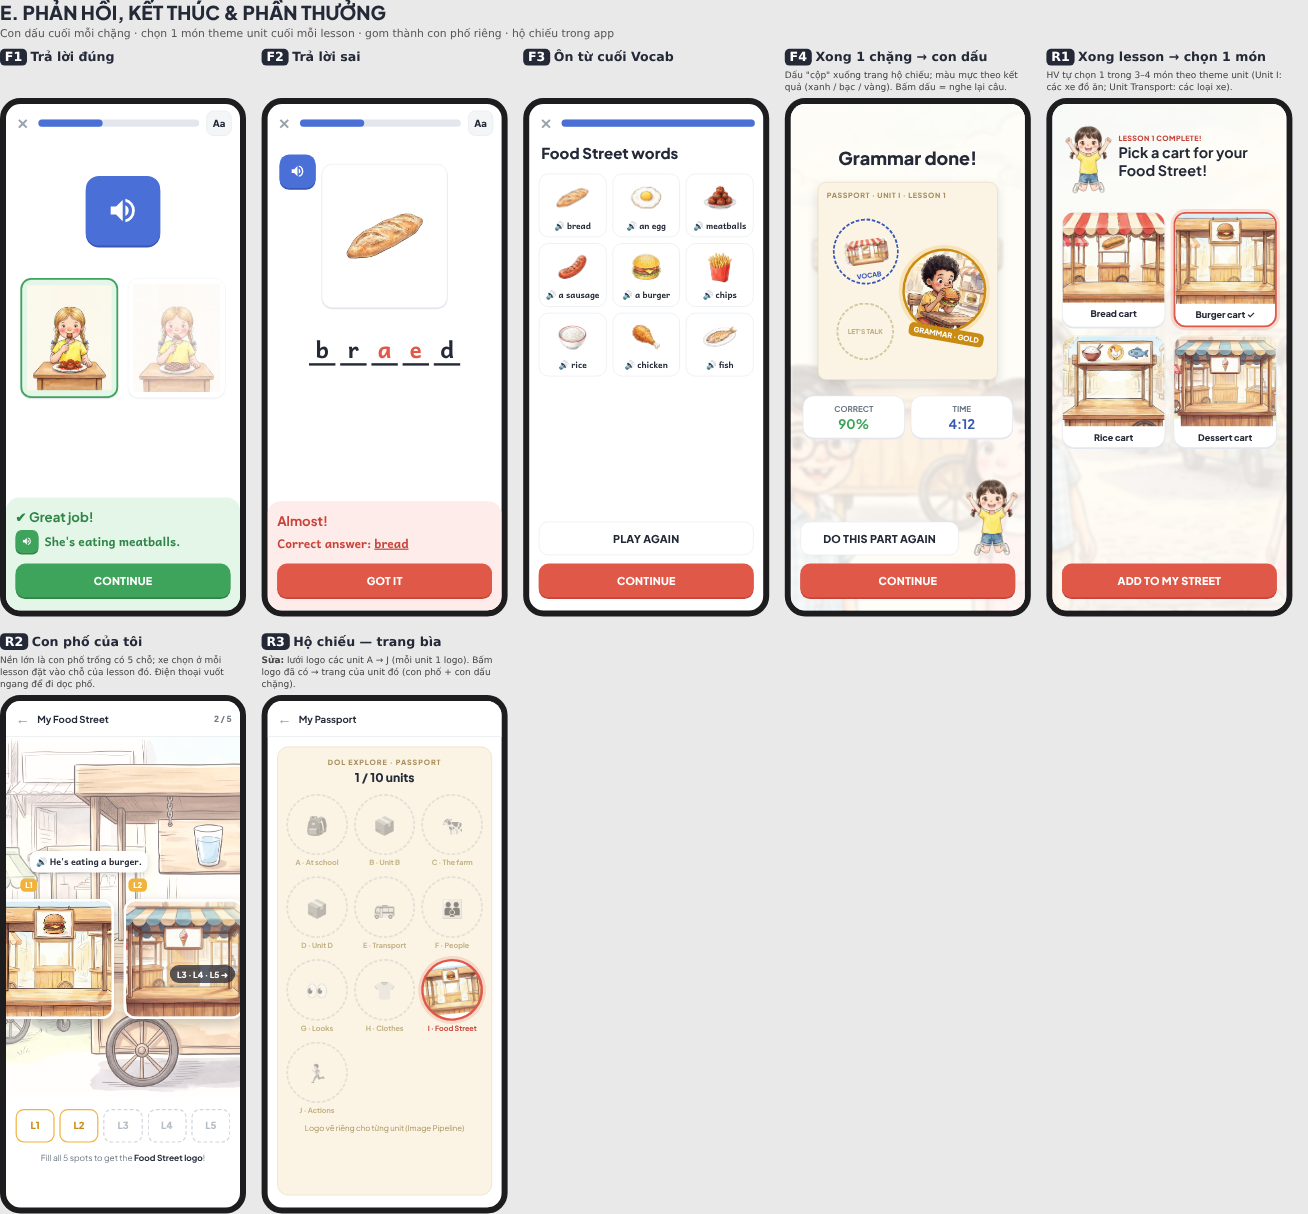 E. PHẢN HỒI, KẾT THÚC & PHẦN THƯỞNG
Con dấu cuối mỗi chặng · chọn 1 món theme unit cuối mỗi lesson · gom thành con phố riêng · hộ chiếu trong app
F1 Trả lời đúng
Aa
✔ Great job!
She's eating meatballs.
CONTINUE
F2 Trả lời sai
Aa
b r a e d
Almost!
Correct answer: bread
GOT IT
F3 Ôn từ cuối Vocab
Food Street words
bread
an egg
meatballs
a sausage
a burger
chips
rice
chicken
fish
PLAY AGAIN
CONTINUE
F4 Xong 1 chặng → con dấu
Dấu "cộp" xuống trang hộ chiếu; màu mực theo kết
quả (xanh / bạc / vàng). Bấm dấu = nghe lại câu.
Grammar done!
PASSPORT · UNIT I · LESSON 1
VOCAB
LET'S TALK
GRAMMAR · GOLD
CORRECT
90%
TIME
4:12
DO THIS PART AGAIN
CONTINUE
R1 Xong lesson → chọn 1 món
HV tự chọn 1 trong 3–4 món theo theme unit (Unit I:
các xe đồ ăn; Unit Transport: các loại xe).
LESSON 1 COMPLETE!
Pick a cart for your
Food Street!
Bread cart
Burger cart ✓
Rice cart
Dessert cart
ADD TO MY STREET
R2 Con phố của tôi
Nền lớn là con phố trống có 5 chỗ; xe chọn ở mỗi
lesson đặt vào chỗ của lesson đó. Điện thoại vuốt
ngang để đi dọc phố.
← My Food Street
2 / 5
He's eating a burger.
L1
L2
L3 · L4 · L5 →
L1 L2 L3 L4 L5
Fill all 5 spots to get the Food Street logo!
R3 Hộ chiếu — trang bìa
Sửa: lưới logo các unit A → J (mỗi unit 1 logo). Bấm
logo đã có → trang của unit đó (con phố + con dấu
chặng).
← My Passport
DOL EXPLORE · PASSPORT
1 / 10 units
A · At school
B · Unit B
C · The farm
D · Unit D
E · Transport
F · People
G · Looks
H · Clothes
I · Food Street
J · Actions
Logo vẽ riêng cho từng unit (Image Pipeline)